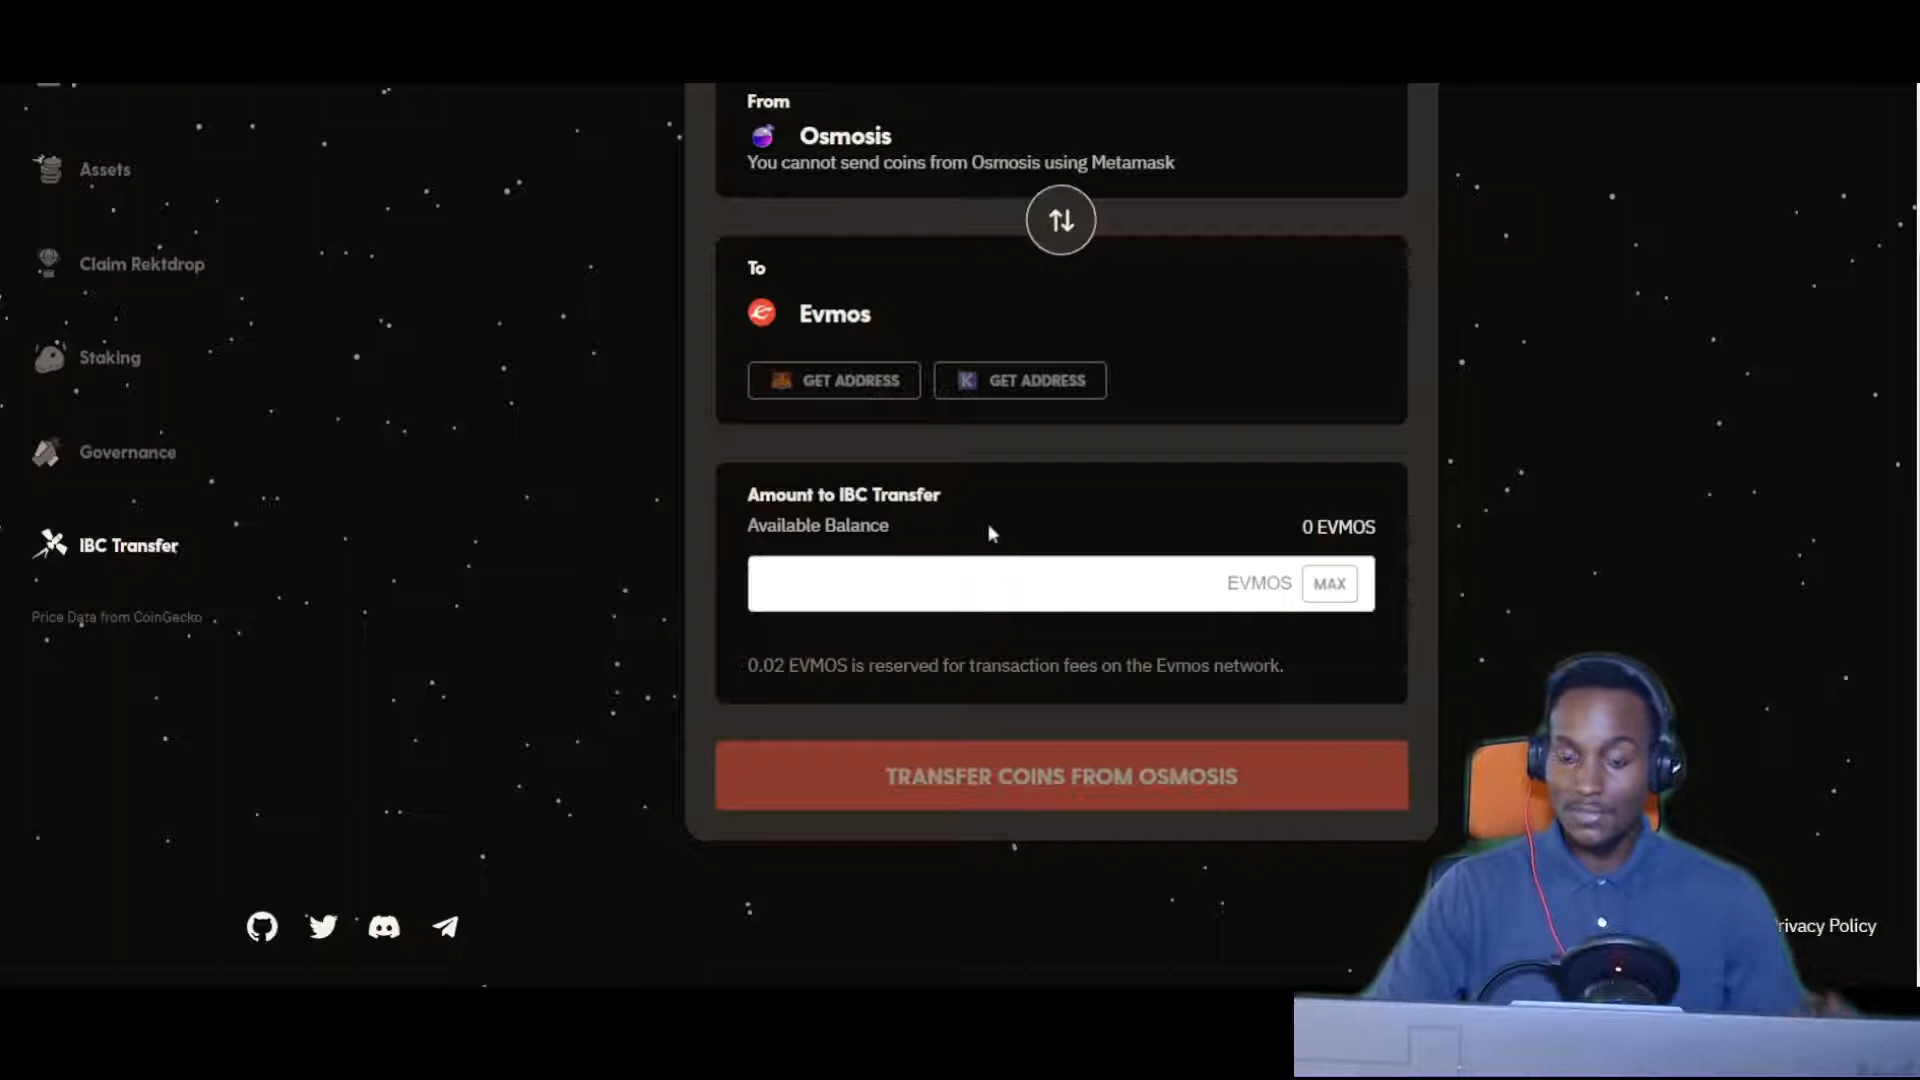 From
Osmosis
You cannot send coins from Osmosis using Metamask
Assets
Claim Rektdrop
To
Evmos
Staking
GET ADDRESS
K GET ADDRESS
Governance
Amount to IBC Transfer
Available Balance
0 EVMOS
IBC Transfer
EVMOS MAX
Price Data from CoinGecko
0.02 EVMOS is reserved for transaction fees on the Evmos network.
TRANSFER COINS FROM OSMOSIS
rivacy Policy